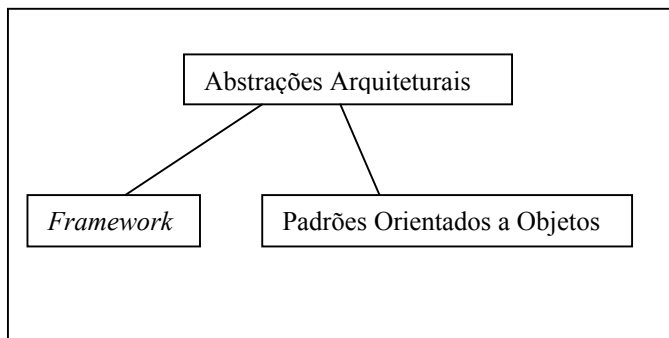 Abstrações Arquiteturais
Framework
Padrões Orientados a Objetos